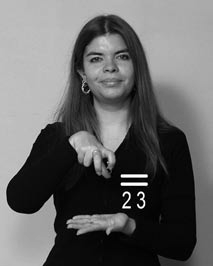 =
23